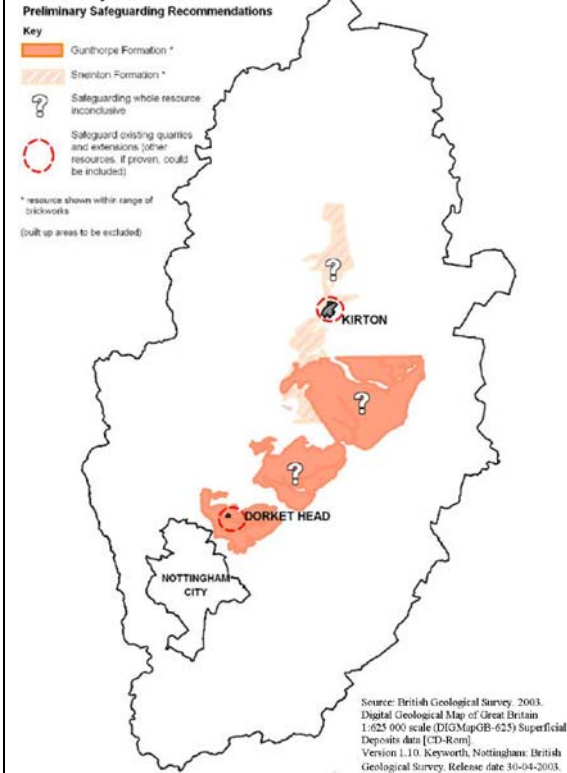 Preliminary Safeguarding Recommendations
Key
Gunthorpe Formation *
Sneinton Formation *
?
Safeguarding whole resource
inconclusive
Safeguard existing quarries
and extensions (other
resources, if proven, could
be included)
* resource shown within range of
brickworks
(built up areas to be excluded)
?
KIRTON
?
?
DORKET HEAD
NOTTINGHAM
CITY
Source: British Geological Survey. 2003.
Digital Geological Map of Great Britain
1:625 000 scale (DIGMapGB-625) Superficial
Deposits data [CD-Rom].
Version 1.10. Keyworth, Nottingham: British
Geological Survey. Release date 30-04-2003.